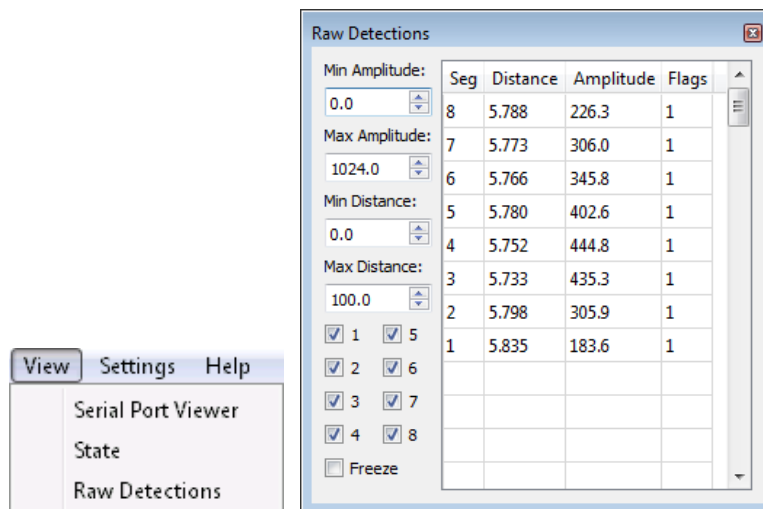 View Settings Help
Serial Port Viewer
State
Raw Detections
Raw Detections
Min Amplitude:
0.0
Max Amplitude:
1024.0
Min Distance:
0.0
Max Distance:
100.0
1 5
2 6
3 7
4 8
Freeze
Seg Distance Amplitude Flags
8 5.788 226.3 1
7 5.773 306.0 1
6 5.766 345.8 1
5 5.780 402.6 1
4 5.752 444.8 1
3 5.733 435.3 1
2 5.798 305.9 1
1 5.835 183.6 1